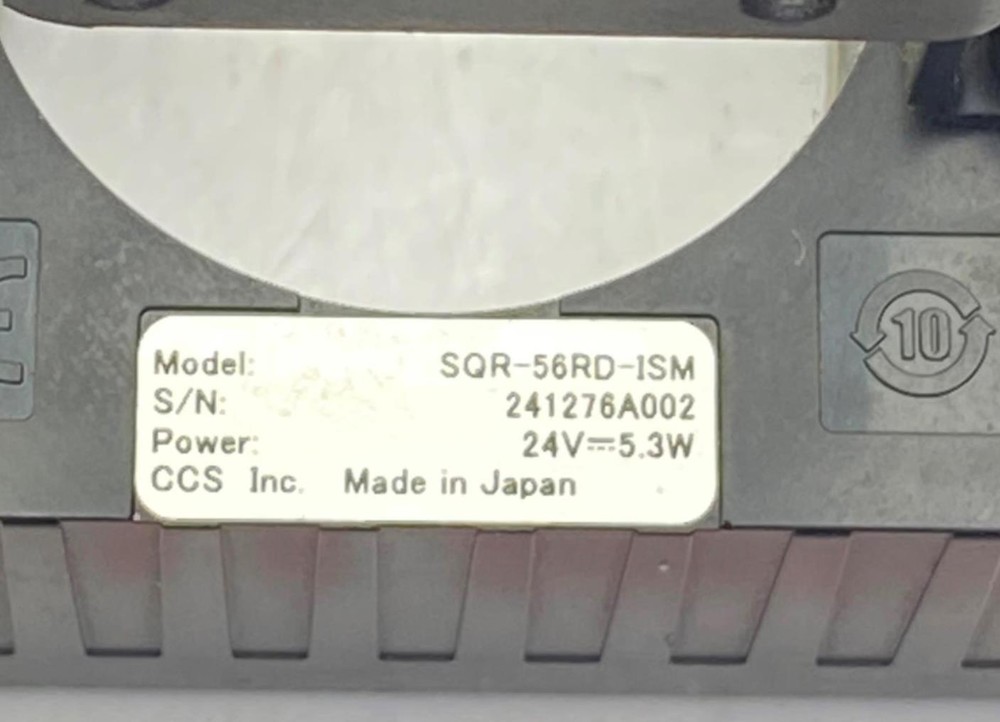 Model: SQR-56RD-ISM
S/N: 241276A002
Power: 24V⎓5.3W
CCS Inc. Made in Japan
10